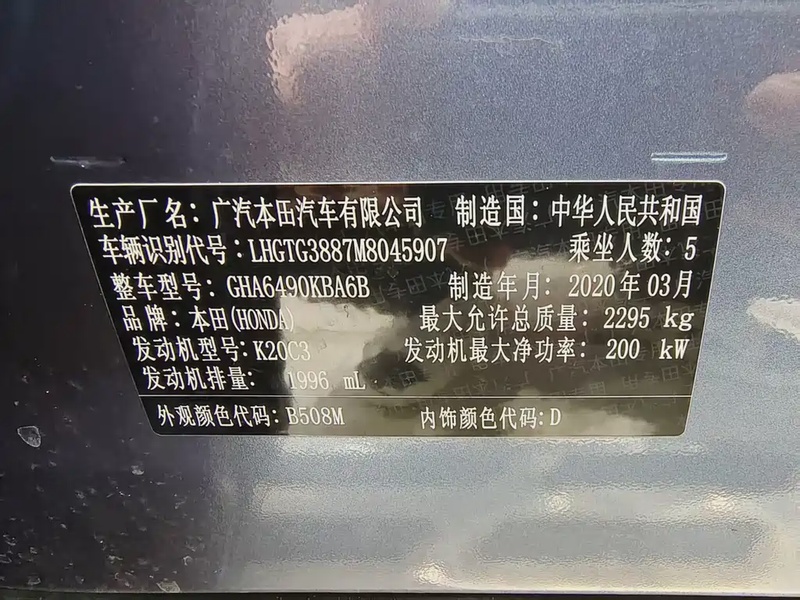 生产厂名：广汽本田汽车有限公司 制造国：中华人民共和国
车辆识别代号：LHGTG3887M8045907 乘坐人数：5
整车型号：GHA6490KBA6B 制造年月：2020年03月
品牌：本田(HONDA) 最大允许总质量：2295 kg
发动机型号：K20C3 发动机最大净功率：200 kW
发动机排量：1996 mL
外观颜色代码：B508M 内饰颜色代码：D